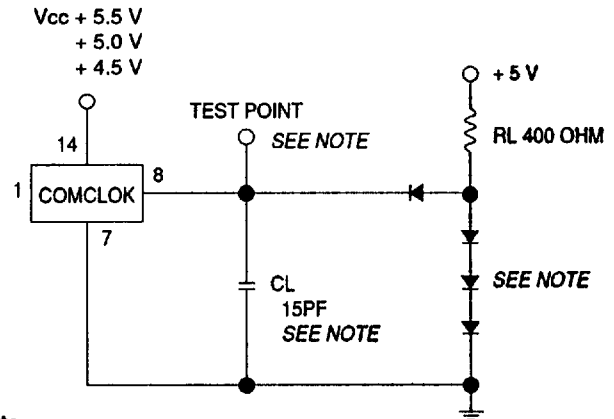 Vcc + 5.5 V
+ 5.0 V
+ 4.5 V
+ 5 V
TEST POINT
SEE NOTE
RL 400 OHM
14
1
COMCLOK
8
7
CL
15PF
SEE NOTE
SEE NOTE